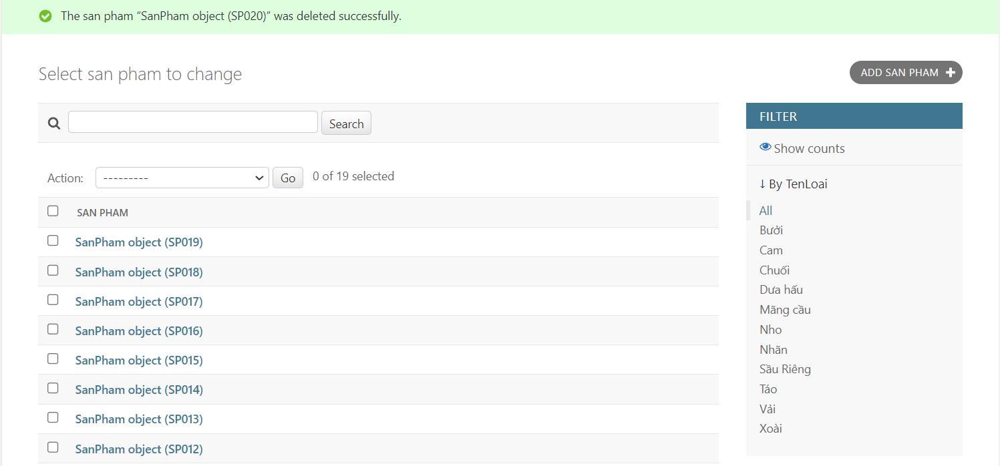 The san pham “SanPham object (SP020)” was deleted successfully.
Select san pham to change
ADD SAN PHAM
Search
Action:
---------
Go
0 of 19 selected
SAN PHAM
SanPham object (SP019)
SanPham object (SP018)
SanPham object (SP017)
SanPham object (SP016)
SanPham object (SP015)
SanPham object (SP014)
SanPham object (SP013)
SanPham object (SP012)
FILTER
Show counts
↓ By TenLoai
All
Bưởi
Cam
Chuối
Dưa hấu
Mãng cầu
Nho
Nhãn
Sầu Riêng
Táo
Vải
Xoài